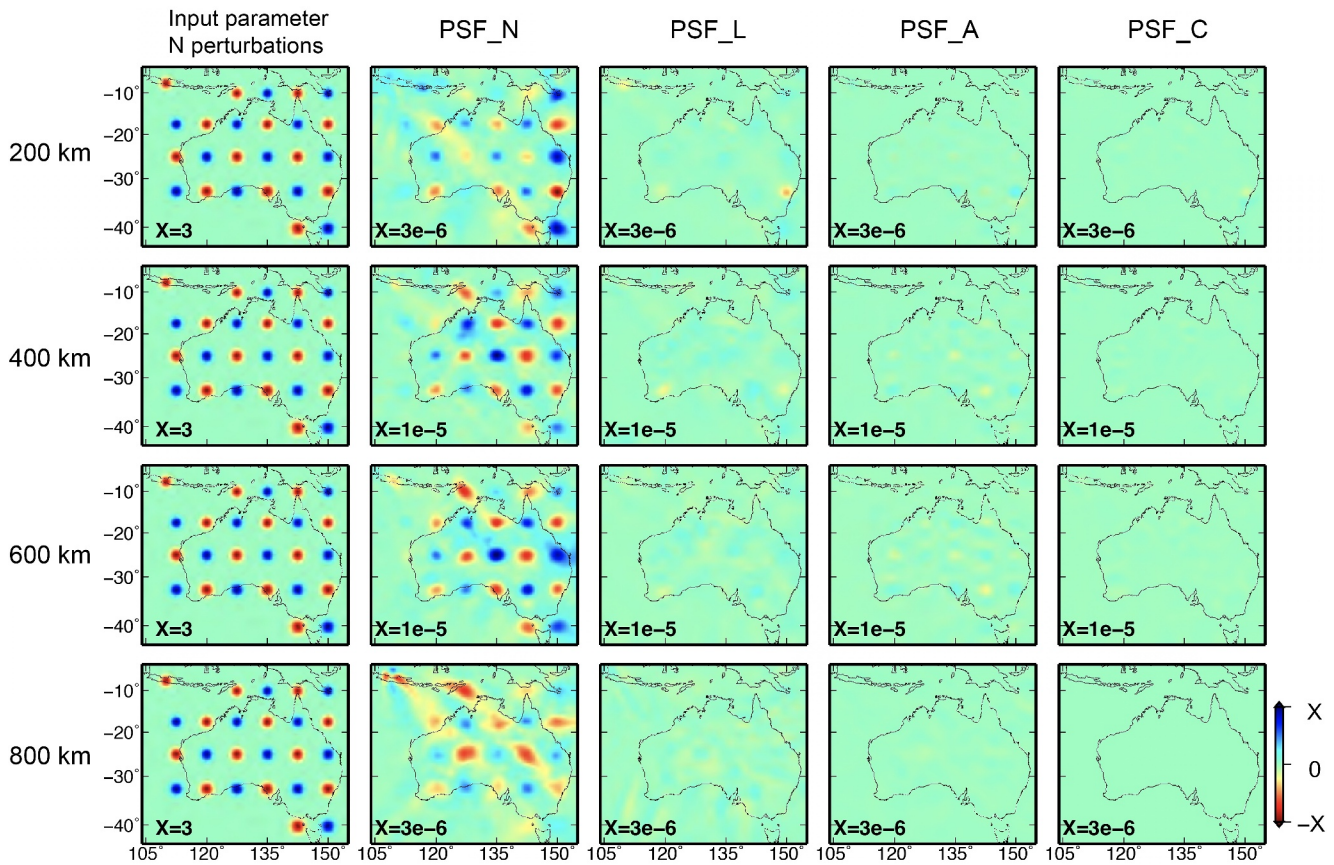 Input parameter
N perturbations
PSF_N
PSF_L
PSF_A
PSF_C
200 km
−10°
−20°
−30°
−40°
X=3
X=3e−6
X=3e−6
X=3e−6
X=3e−6
400 km
−10°
−20°
−30°
−40°
X=3
X=1e−5
X=1e−5
X=1e−5
X=1e−5
600 km
−10°
−20°
−30°
−40°
X=3
X=1e−5
X=1e−5
X=1e−5
X=1e−5
800 km
−10°
−20°
−30°
−40°
X=3
X=3e−6
X=3e−6
X=3e−6
X=3e−6
X
0
−X
105 120 135 150°
105 120 135 150°
105 120 135 150°
105 120 135 150°
105 120 135 150°